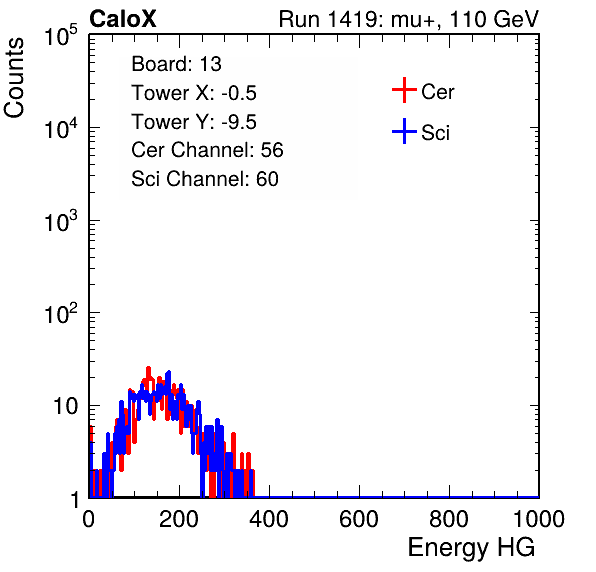 CaloX Run 1419: mu+, 110 GeV
Counts
10^5
10^4
10^3
10^2
10
1
Board: 13
Tower X: -0.5
Tower Y: -9.5
Cer Channel: 56
Sci Channel: 60
Cer
Sci
0 200 400 600 800 1000
Energy HG